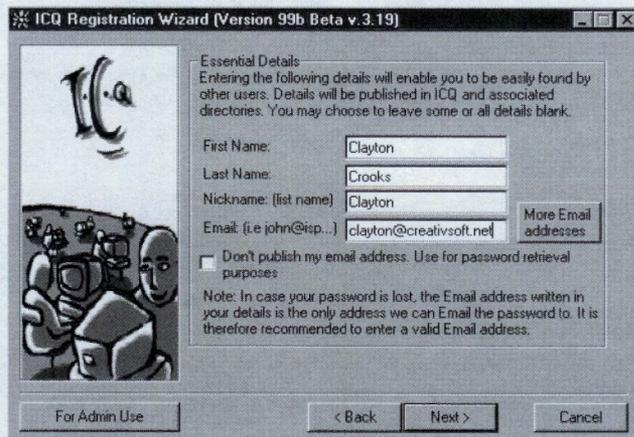 ICQ Registration Wizard (Version 99b Beta v.3.19)
I.C.Q
Essential Details
Entering the following details will enable you to be easily found by
other users. Details will be published in ICQ and associated
directories. You may choose to leave some or all details blank.
First Name: Clayton
Last Name: Crooks
Nickname: (list name) Clayton
Email: (i.e john@isp...) clayton@creativsoft.net
More Email
addresses
Don't publish my email address. Use for password retrieval
purposes
Note: In case your password is lost, the Email address written in
your details is the only address we can Email the password to. It is
therefore recommended to enter a valid Email address.
For Admin Use
< Back
Next >
Cancel